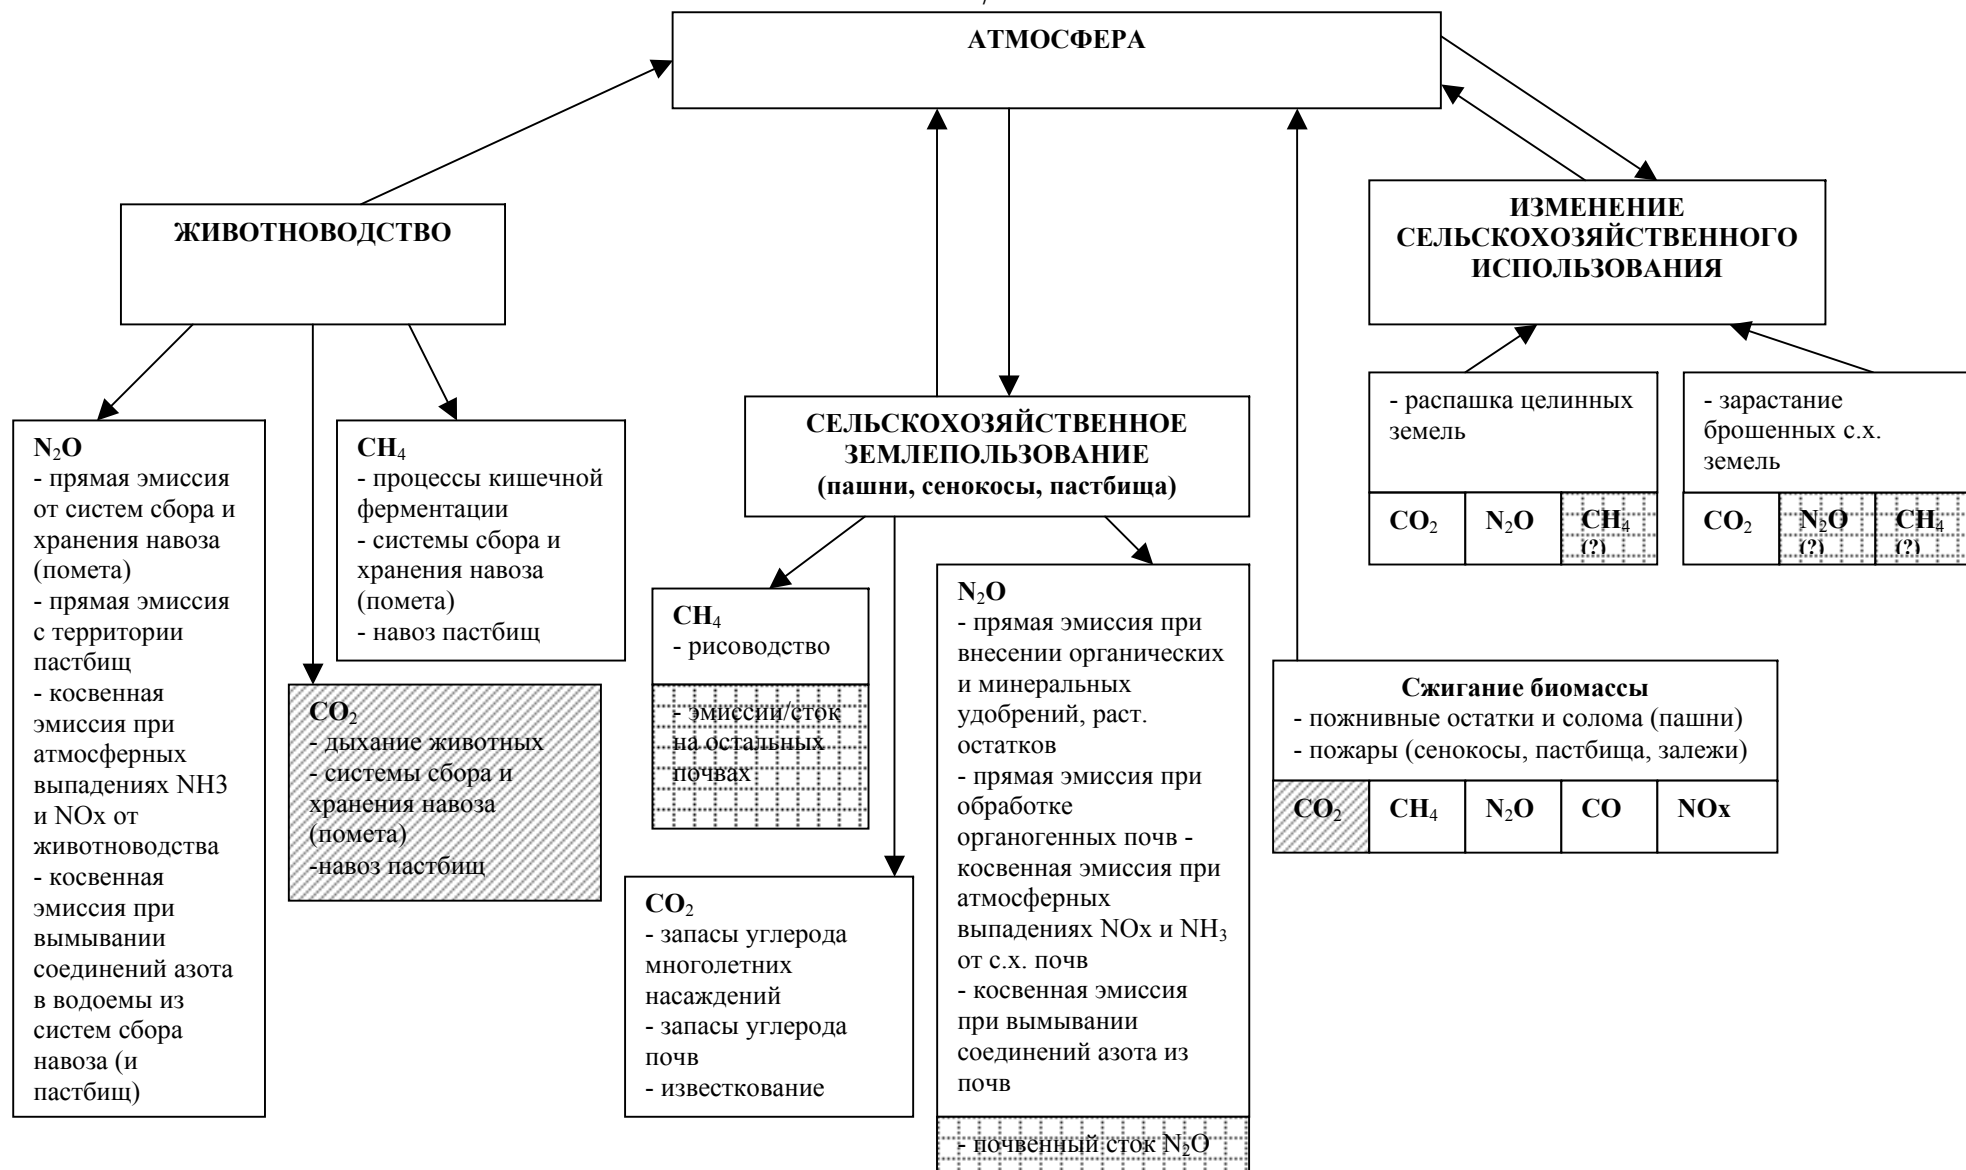 АТМОСФЕРА
ЖИВОТНОВОДСТВО
ИЗМЕНЕНИЕ
СЕЛЬСКОХОЗЯЙСТВЕННОГО
ИСПОЛЬЗОВАНИЯ
N₂O
- прямая эмиссия
от систем сбора и
хранения навоза
(помета)
- прямая эмиссия
с территории
пастбищ
- косвенная
эмиссия при
атмосферных
выпадениях NH3
и NOx от
животноводства
- косвенная
эмиссия при
вымывании
соединений азота
в водоемы из
систем сбора
навоза (и
пастбищ)
CH₄
- процессы кишечной
ферментации
- системы сбора и
хранения навоза
(помета)
- навоз пастбищ
CO₂
- дыхание животных
- системы сбора и
хранения навоза
(помета)
-навоз пастбищ
СЕЛЬСКОХОЗЯЙСТВЕННОЕ
ЗЕМЛЕПОЛЬЗОВАНИЕ
(пашни, сенокосы, пастбища)
CH₄
- рисоводство
- эмиссии/сток
на остальных
почвах
CO₂
- запасы углерода
многолетних
насаждений
- запасы углерода
почв
- известкование
N₂O
- прямая эмиссия при
внесении органических
и минеральных
удобрений, раст.
остатков
- прямая эмиссия при
обработке
органогенных почв -
косвенная эмиссия при
атмосферных
выпадениях NOx и NH₃
от с.х. почв
- косвенная эмиссия
при вымывании
соединений азота из
почв
- почвенный сток N₂O
- распашка целинных
земель
CO₂ N₂O CH₄
(?)
- зарастание
брошенных с.х.
земель
CO₂ N₂O CH₄
(?) (?)
Сжигание биомассы
- пожнивные остатки и солома (пашни)
- пожары (сенокосы, пастбища, залежи)
CO₂ CH₄ N₂O CO NOx